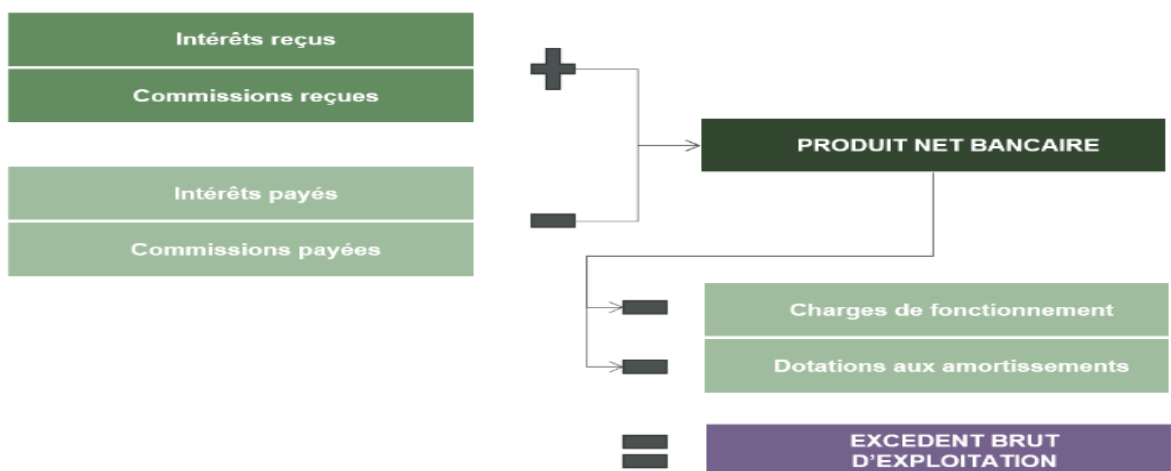 Intérêts reçus
Commissions reçues
PRODUIT NET BANCAIRE
Intérêts payés
Commissions payées
Charges de fonctionnement
Dotations aux amortissements
EXCEDENT BRUT
D'EXPLOITATION